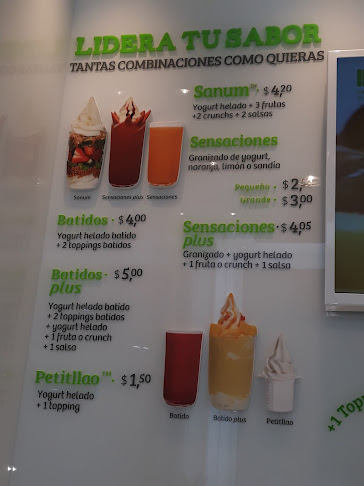 LIDERA TU SABOR
TANTAS COMBINACIONES COMO QUIERAS
Sanum™· $ 4,20
Yogurt helado + 3 frutas
+2 crunchs + 2 salsas
Sanum
Sensaciones plus
Sensaciones
Sensaciones
Granizado de yogurt,
naranja, limón o sandía
Pequeño · $ 2,
Grande · $ 3,00
Batidos · $ 4,00
Yogurt helado batido
+ 2 toppings batidos
Sensaciones · $ 4,05
plus
Granizado + yogurt helado
+ 1 fruta o crunch + 1 salsa
Batidos · $ 5,00
plus
Yogurt helado batido
+ 2 toppings batidos
+ yogurt helado
+ 1 fruta o crunch
+ 1 salsa
Petitllao™· $ 1,50
Yogurt helado
+ 1 topping
Batido
Batido plus
Petitllao
+1 Topp